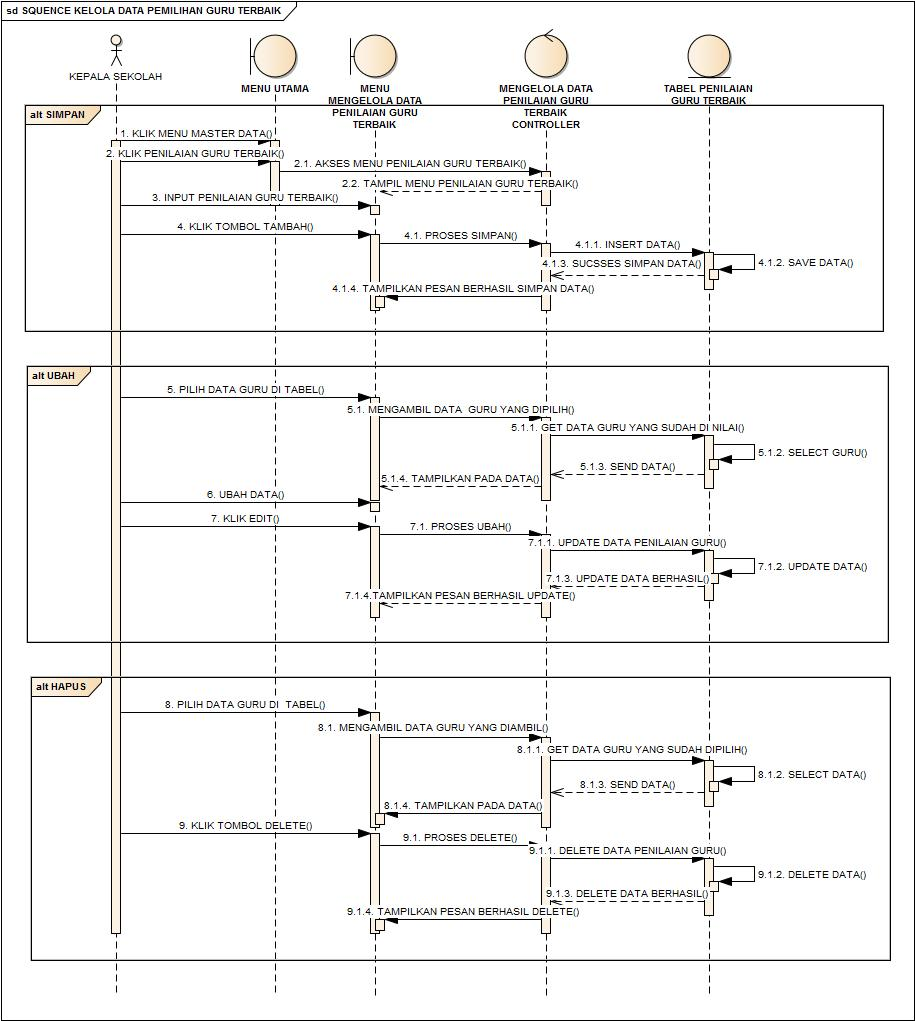 sd SQUENCE KELOLA DATA PEMILIHAN GURU TERBAIK
KEPALA SEKOLAH
MENU UTAMA
MENU
MENGELOLA DATA
PENILAIAN GURU
TERBAIK
MENGELOLA DATA
PENILAIAN GURU
TERBAIK
CONTROLLER
TABEL PENILAIAN
GURU TERBAIK
alt SIMPAN
1. KLIK MENU MASTER DATA()
2. KLIK PENILAIAN GURU TERBAIK()
2.1. AKSES MENU PENILAIAN GURU TERBAIK()
2.2. TAMPIL MENU PENILAIAN GURU TERBAIK()
3. INPUT PENILAIAN GURU TERBAIK()
4. KLIK TOMBOL TAMBAH()
4.1. PROSES SIMPAN()
4.1.1. INSERT DATA()
4.1.2. SAVE DATA()
4.1.3. SUCSSES SIMPAN DATA()
4.1.4. TAMPILKAN PESAN BERHASIL SIMPAN DATA()
alt UBAH
5. PILIH DATA GURU DI TABEL()
5.1. MENGAMBIL DATA  GURU YANG DIPILIH()
5.1.1. GET DATA GURU YANG SUDAH DI NILAI()
5.1.2. SELECT GURU()
5.1.3. SEND DATA()
5.1.4. TAMPILKAN PADA DATA()
6. UBAH DATA()
7. KLIK EDIT()
7.1. PROSES UBAH()
7.1.1. UPDATE DATA PENILAIAN GURU()
7.1.2. UPDATE DATA()
7.1.3. UPDATE DATA BERHASIL()
7.1.4.TAMPILKAN PESAN BERHASIL UPDATE()
alt HAPUS
8. PILIH DATA GURU DI  TABEL()
8.1. MENGAMBIL DATA GURU YANG DIAMBIL()
8.1.1. GET DATA GURU YANG SUDAH DIPILIH()
8.1.2. SELECT DATA()
8.1.3. SEND DATA()
8.1.4. TAMPILKAN PADA DATA()
9. KLIK TOMBOL DELETE()
9.1. PROSES DELETE()
9.1.1. DELETE DATA PENILAIAN GURU()
9.1.2. DELETE DATA()
9.1.3. DELETE DATA BERHASIL()
9.1.4. TAMPILKAN PESAN BERHASIL DELETE()